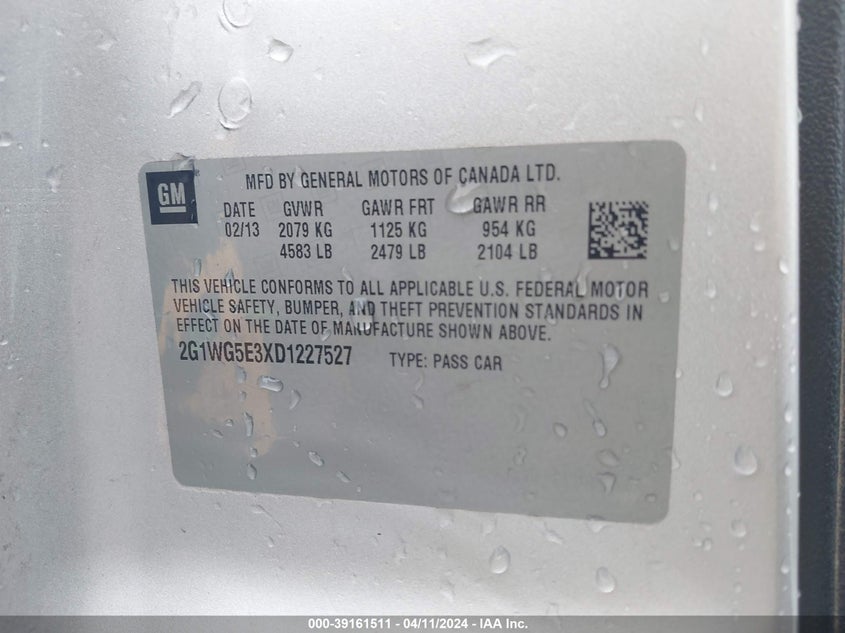 GM
MFD BY GENERAL MOTORS OF CANADA LTD.
DATE GVWR GAWR FRT GAWR RR
02/13 2079 KG 1125 KG 954 KG
4583 LB 2479 LB 2104 LB
THIS VEHICLE CONFORMS TO ALL APPLICABLE U.S. FEDERAL MOTOR
VEHICLE SAFETY, BUMPER, AND THEFT PREVENTION STANDARDS IN
EFFECT ON THE DATE OF MANUFACTURE SHOWN ABOVE.
2G1WG5E3XD1227527 TYPE: PASS CAR
000-39161511 - 04/11/2024 - IAA Inc.